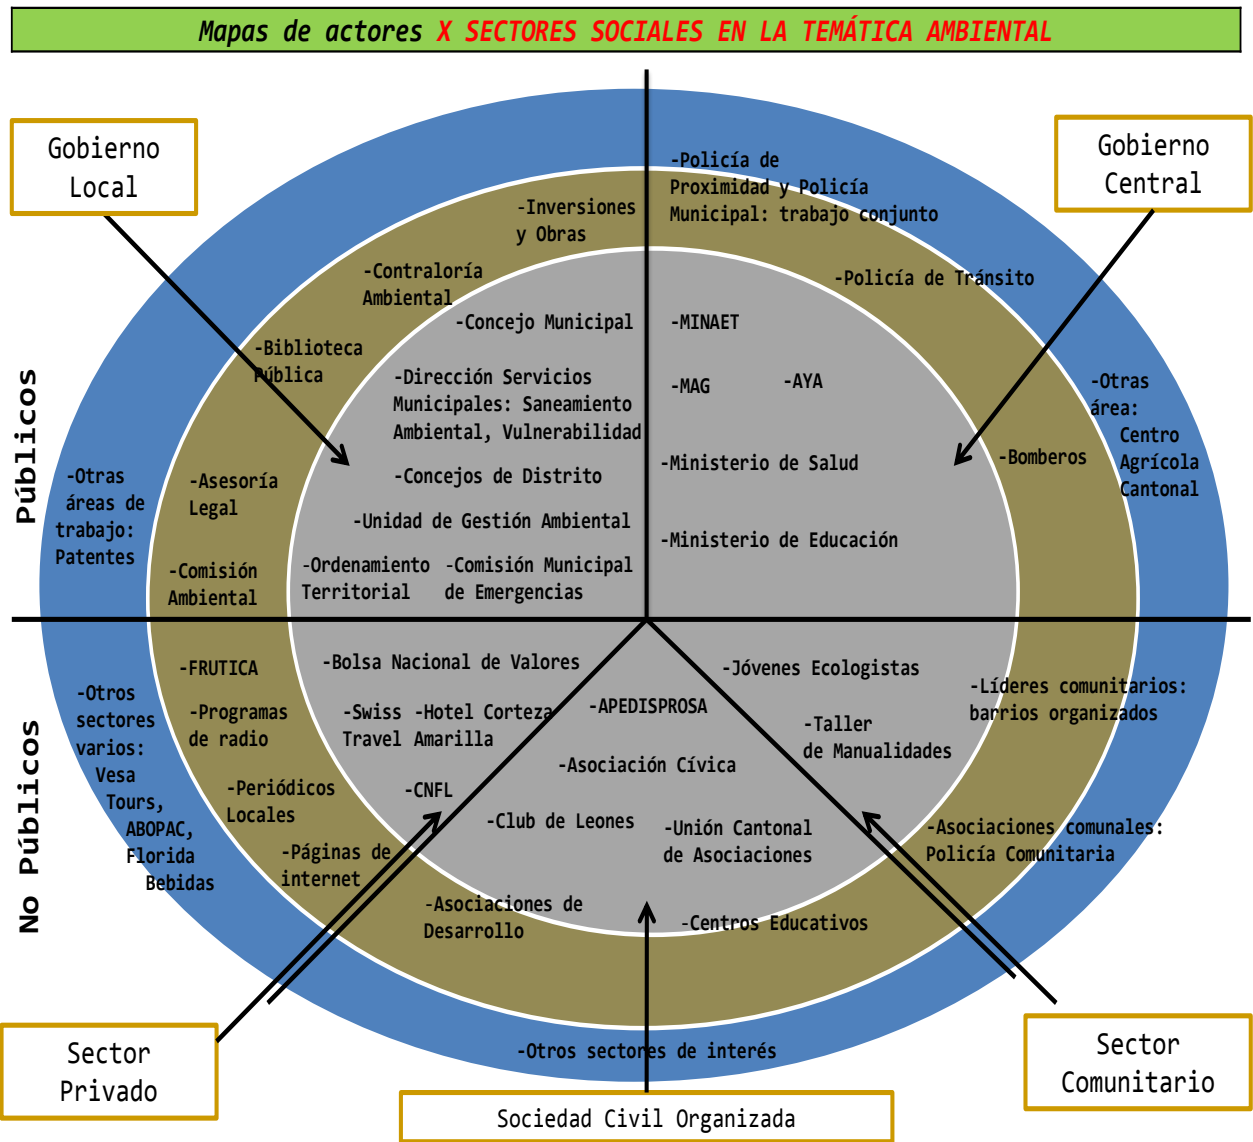 Mapas de actores X SECTORES SOCIALES EN LA TEMÁTICA AMBIENTAL
Gobierno
Local
Gobierno
Central
Públicos
No Públicos
-Inversiones
y Obras
-Contraloría
Ambiental
-Concejo Municipal
-Biblioteca
Pública
-Dirección Servicios
Municipales: Saneamiento
Ambiental, Vulnerabilidad
-Concejos de Distrito
-Otras
áreas de
trabajo:
Patentes
-Asesoría
Legal
-Unidad de Gestión Ambiental
-Comisión
Ambiental
-Ordenamiento
Territorial
-Comisión Municipal
de Emergencias
-Policía de
Proximidad y Policía
Municipal: trabajo conjunto
-Policía de Tránsito
-MINAET
-MAG
-AYA
-Otras
área:
Centro
Agrícola
Cantonal
-Bomberos
-Ministerio de Salud
-Ministerio de Educación
-FRUTICA
-Bolsa Nacional de Valores
-Otros
sectores
varios:
Vesa
Tours,
ABOPAC,
Florida
Bebidas
-Programas
de radio
-Swiss
Travel
-Hotel Corteza
Amarilla
-Periódicos
Locales
-CNFL
-Páginas de
internet
-APEDISPROSA
-Asociación Cívica
-Club de Leones
-Unión Cantonal
de Asociaciones
-Asociaciones de
Desarrollo
-Centros Educativos
-Otros sectores de interés
-Jóvenes Ecologistas
-Taller
de Manualidades
-Líderes comunitarios:
barrios organizados
-Asociaciones comunales:
Policía Comunitaria
Sector
Privado
Sociedad Civil Organizada
Sector
Comunitario